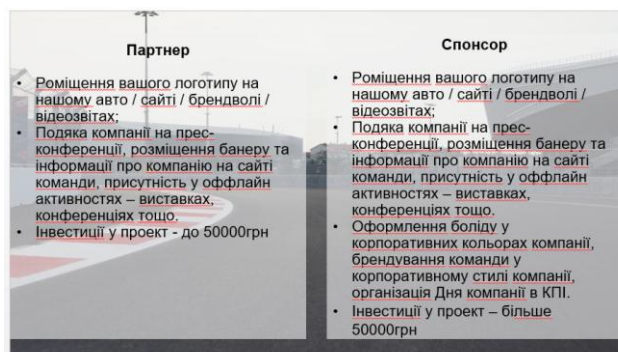 Партнер
• Роміщення вашого логотипу на
нашому авто / сайті / брендволі /
відеозвітах;
• Подяка компанії на прес-
конференції, розміщення банеру та
інформації про компанію на сайті
команди, присутність у оффлайн
активностях – виставках,
конференціях тощо.
• Інвестиції у проект - до 50000грн
Спонсор
• Роміщення вашого логотипу на
нашому авто / сайті / брендволі /
відеозвітах;
• Подяка компанії на прес-
конференції, розміщення банеру та
інформації про компанію на сайті
команди, присутність у оффлайн
активностях – виставках,
конференціях тощо.
• Оформлення боліду у
корпоративних кольорах компанії,
брендування команди у
корпоративному стилі компанії,
організація Дня компанії в КПІ.
• Інвестиції у проект – більше
50000грн